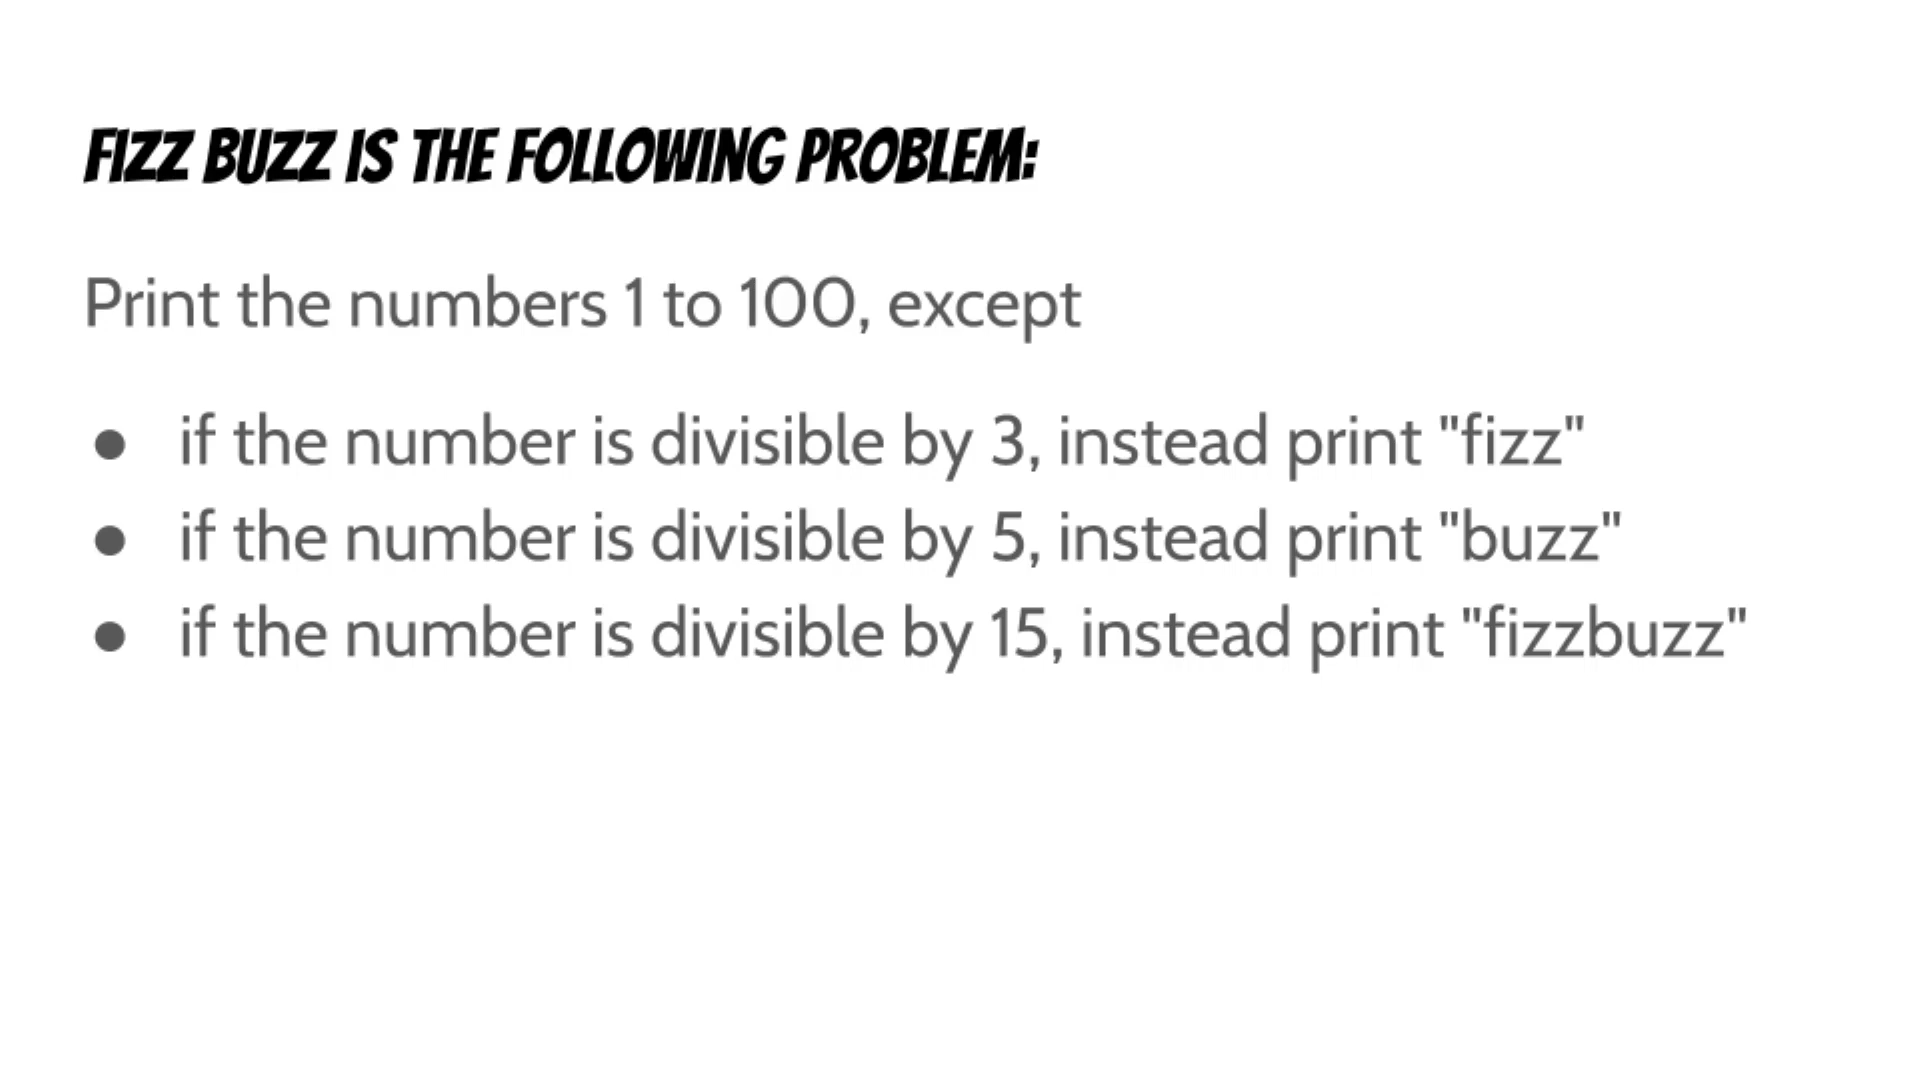 FIZZ BUZZ IS THE FOLLOWING PROBLEM:
Print the numbers 1 to 100, except
● if the number is divisible by 3, instead print "fizz"
● if the number is divisible by 5, instead print "buzz"
● if the number is divisible by 15, instead print "fizzbuzz"